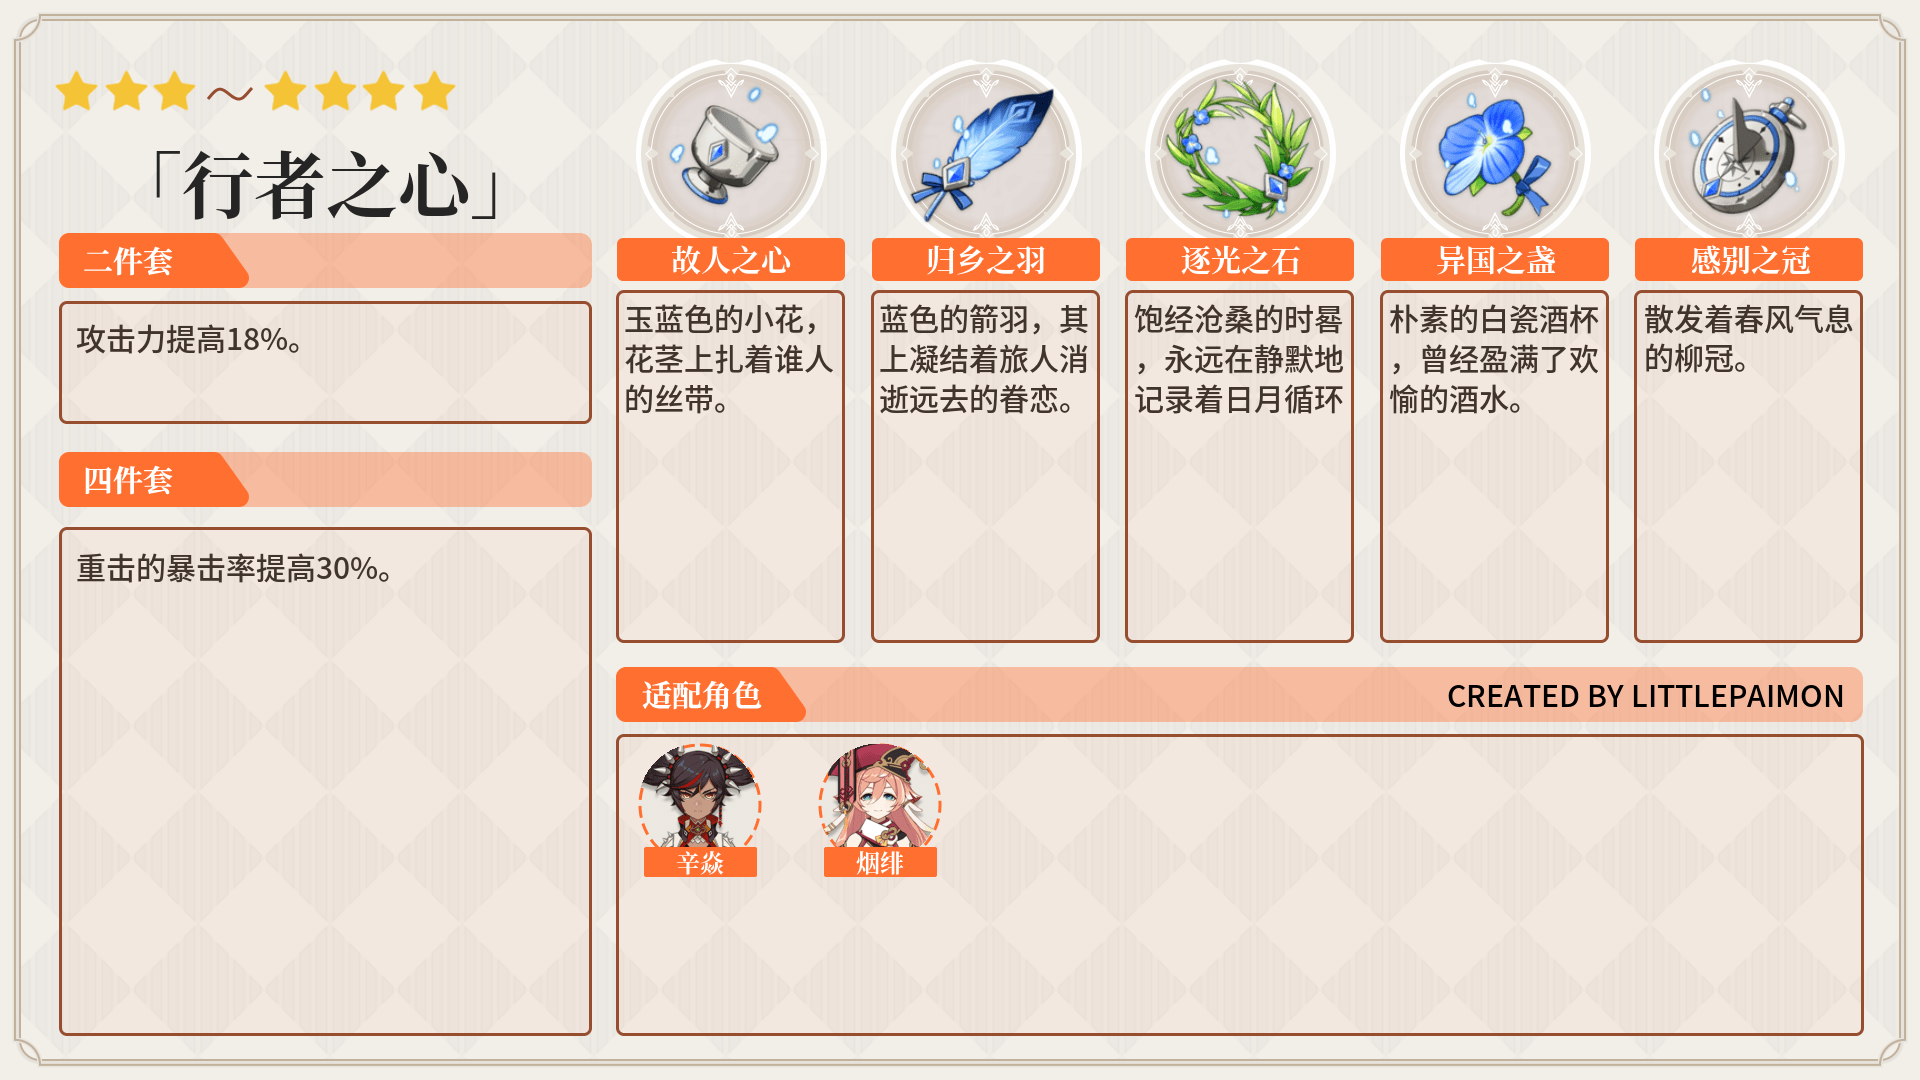 「行者之心」
二件套
攻击力提高18%。
四件套
重击的暴击率提高30%。
故人之心
玉蓝色的小花，
花茎上扎着谁人
的丝带。
归乡之羽
蓝色的箭羽，其
上凝结着旅人消
逝远去的眷恋。
逐光之石
饱经沧桑的时晷
，永远在静默地
记录着日月循环
异国之盏
朴素的白瓷酒杯
，曾经盈满了欢
愉的酒水。
感别之冠
散发着春风气息
的柳冠。
适配角色
CREATED BY LITTLEPAIMON
辛焱
烟绯